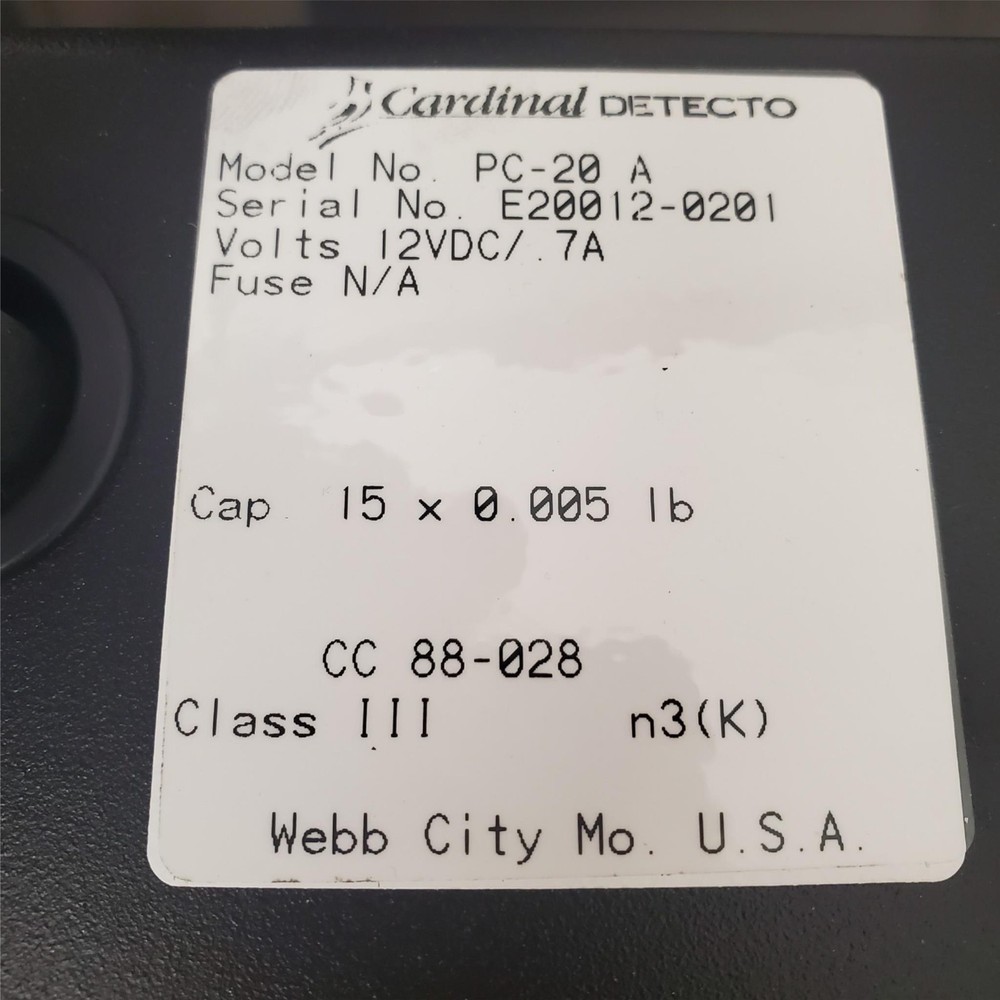 Cardinal DETECTO
Model No. PC-20 A
Serial No. E20012-0201
Volts 12VDC/.7A
Fuse N/A
Cap. 15 x 0.005 lb
CC 88-028
Class III n3(K)
Webb City Mo. U.S.A.